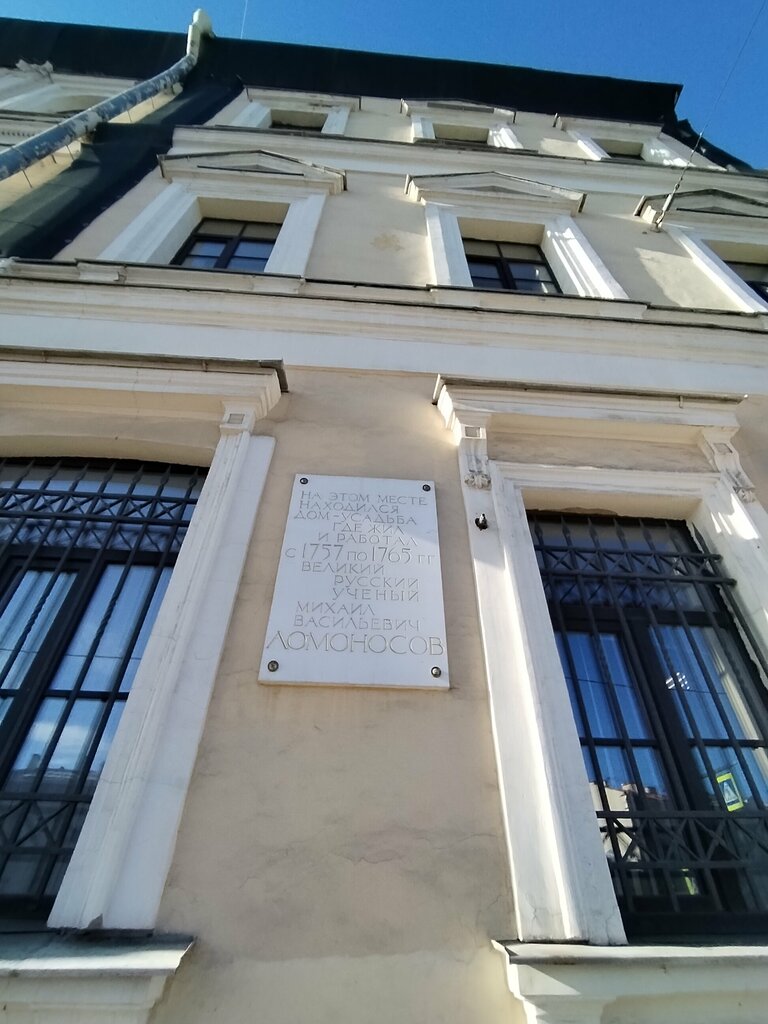 НА ЭТОМ МЕСТЕ
НАХОДИЛСЯ
ДОМ-УСАДЬБА
ГДЕ ЖИЛ
И РАБОТАЛ
С 1757 ПО 1765 ГГ
ВЕЛИКИЙ
РУССКИЙ
УЧЕНЫЙ
МИХАИЛ
ВАСИЛЬЕВИЧ
ЛОМОНОСОВ